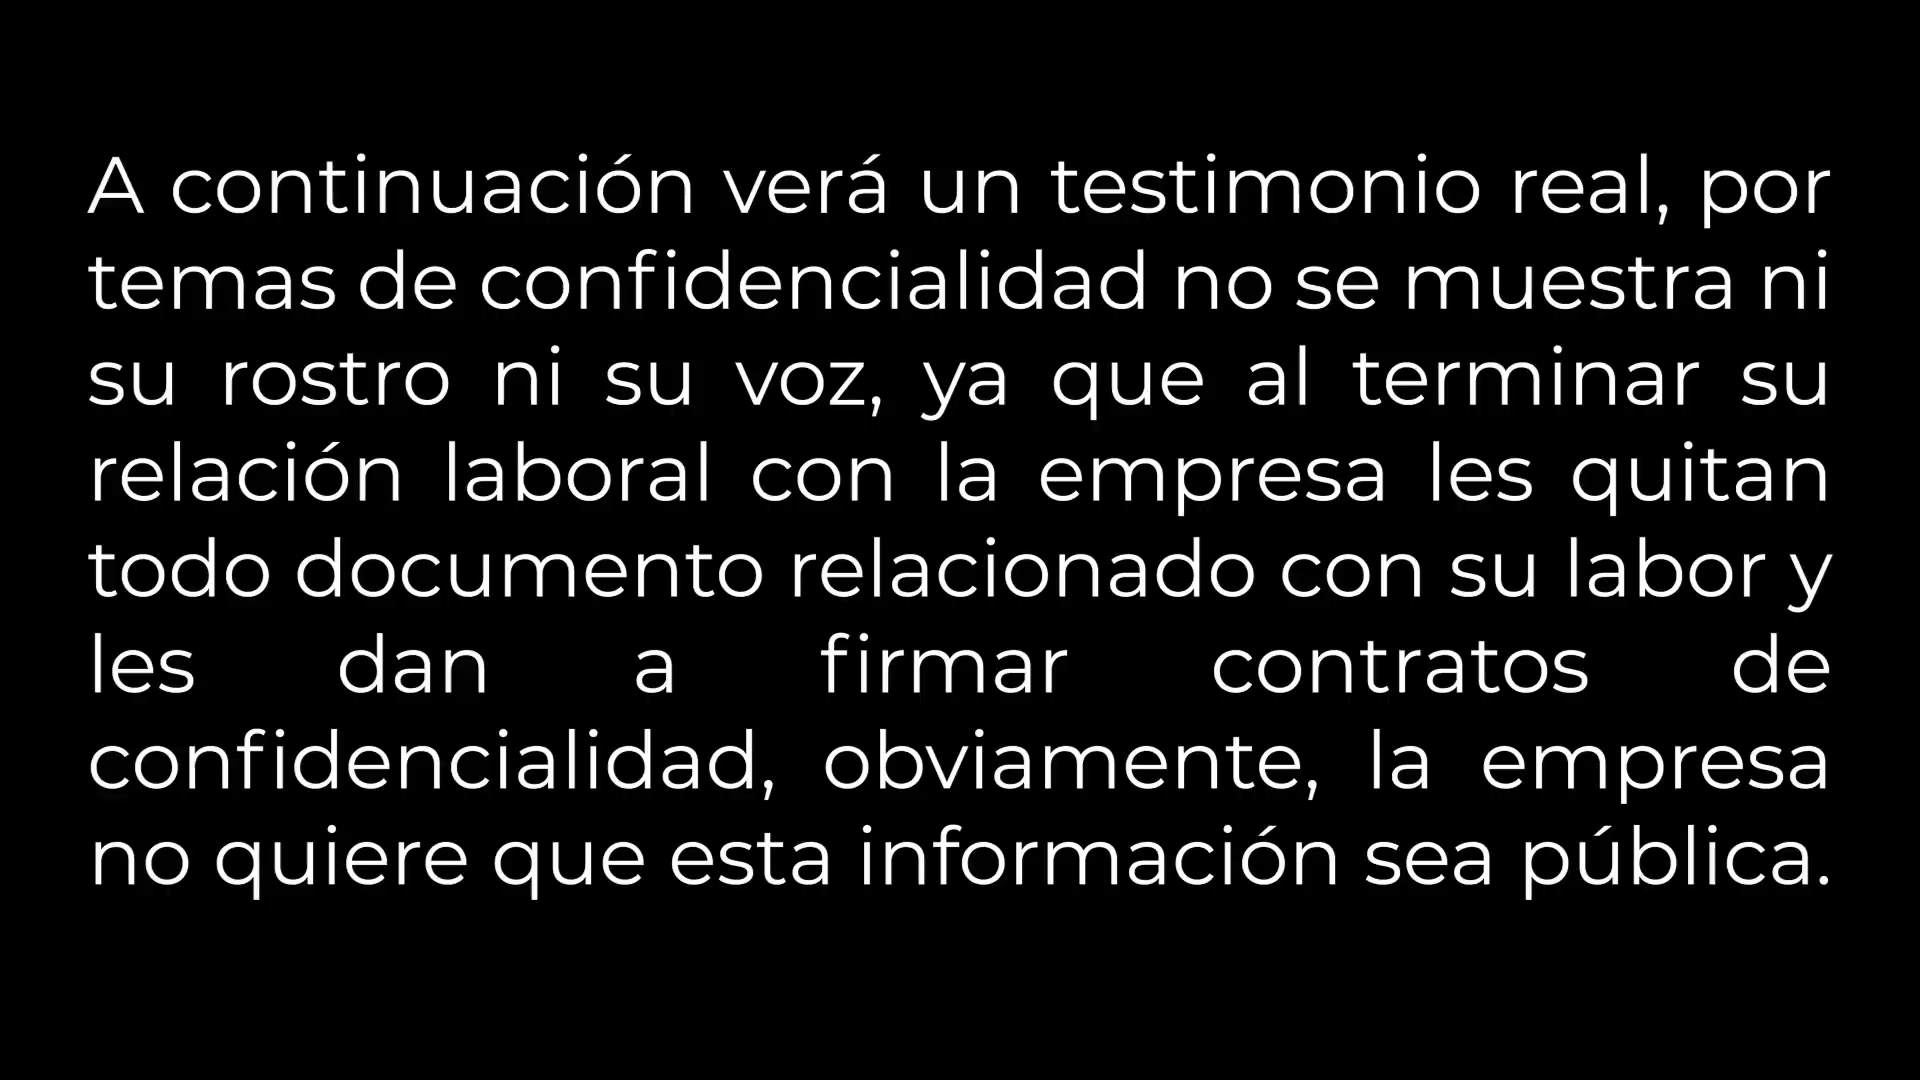 A continuación verá un testimonio real, por
temas de confidencialidad no se muestra ni
su rostro ni su voz, ya que al terminar su
relación laboral con la empresa les quitan
todo documento relacionado con su labor y
les dan a firmar contratos de
confidencialidad, obviamente, la empresa
no quiere que esta información sea pública.